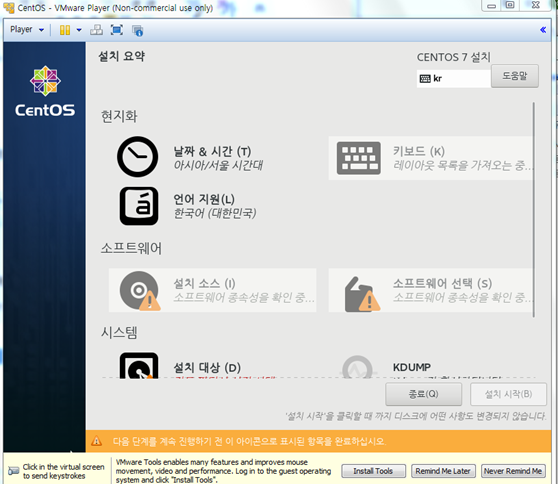 CentOS - VMware Player (Non-commercial use only)
Player
설치 요약
CENTOS 7 설치
kr
도움말
CentOS
현지화
날짜 & 시간 (T)
아시아/서울 시간대
키보드 (K)
레이아웃 목록을 가져오는 중...
언어 지원(L)
한국어 (대한민국)
소프트웨어
설치 소스 (I)
소프트웨어 종속성을 확인 중...
소프트웨어 선택 (S)
소프트웨어 종속성을 확인 중...
시스템
설치 대상 (D)
KDUMP
종료(Q)
설치 시작(B)
'설치 시작'을 클릭할 때 까지 디스크에 어떤 사항도 변경되지 않습니다.
다음 단계를 계속 진행하기 전 이 아이콘으로 표시된 항목을 완료하십시오.
Click in the virtual screen
to send keystrokes
VMware Tools enables many features and improves mouse
movement, video and performance. Log in to the guest operating
system and click "Install Tools".
Install Tools
Remind Me Later
Never Remind Me